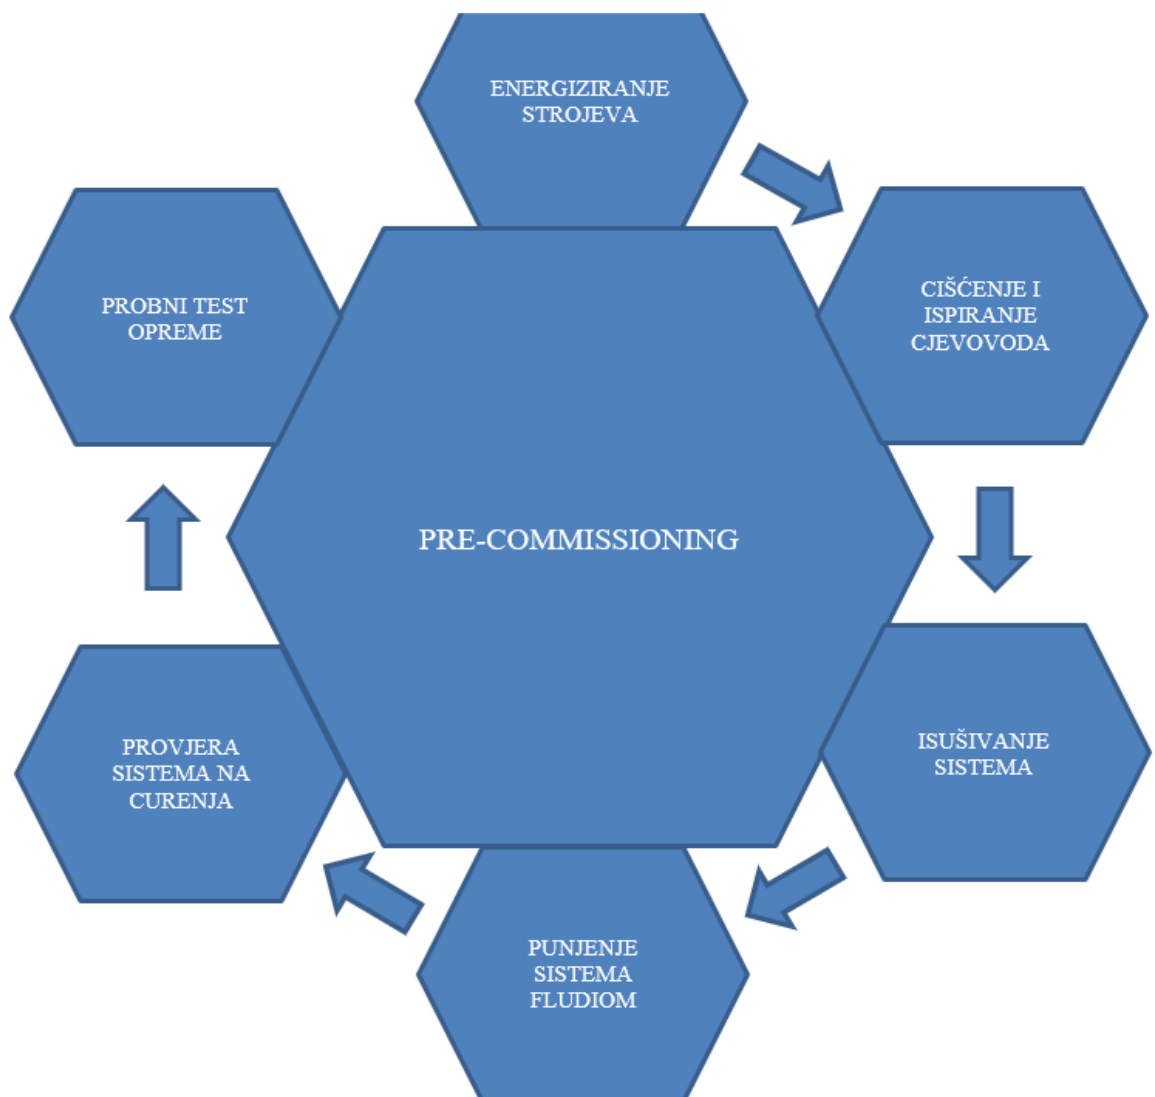 ENERGIZIRANJE
STROJEVA
CIŠĆENJE I
ISPIRANJE
CJEVOVODA
ISUŠIVANJE
SISTEMA
PUNJENJE
SISTEMA
FLUDIOM
PROVJERA
SISTEMA NA
CURENJA
PROBNI TEST
OPREME
PRE-COMMISSIONING